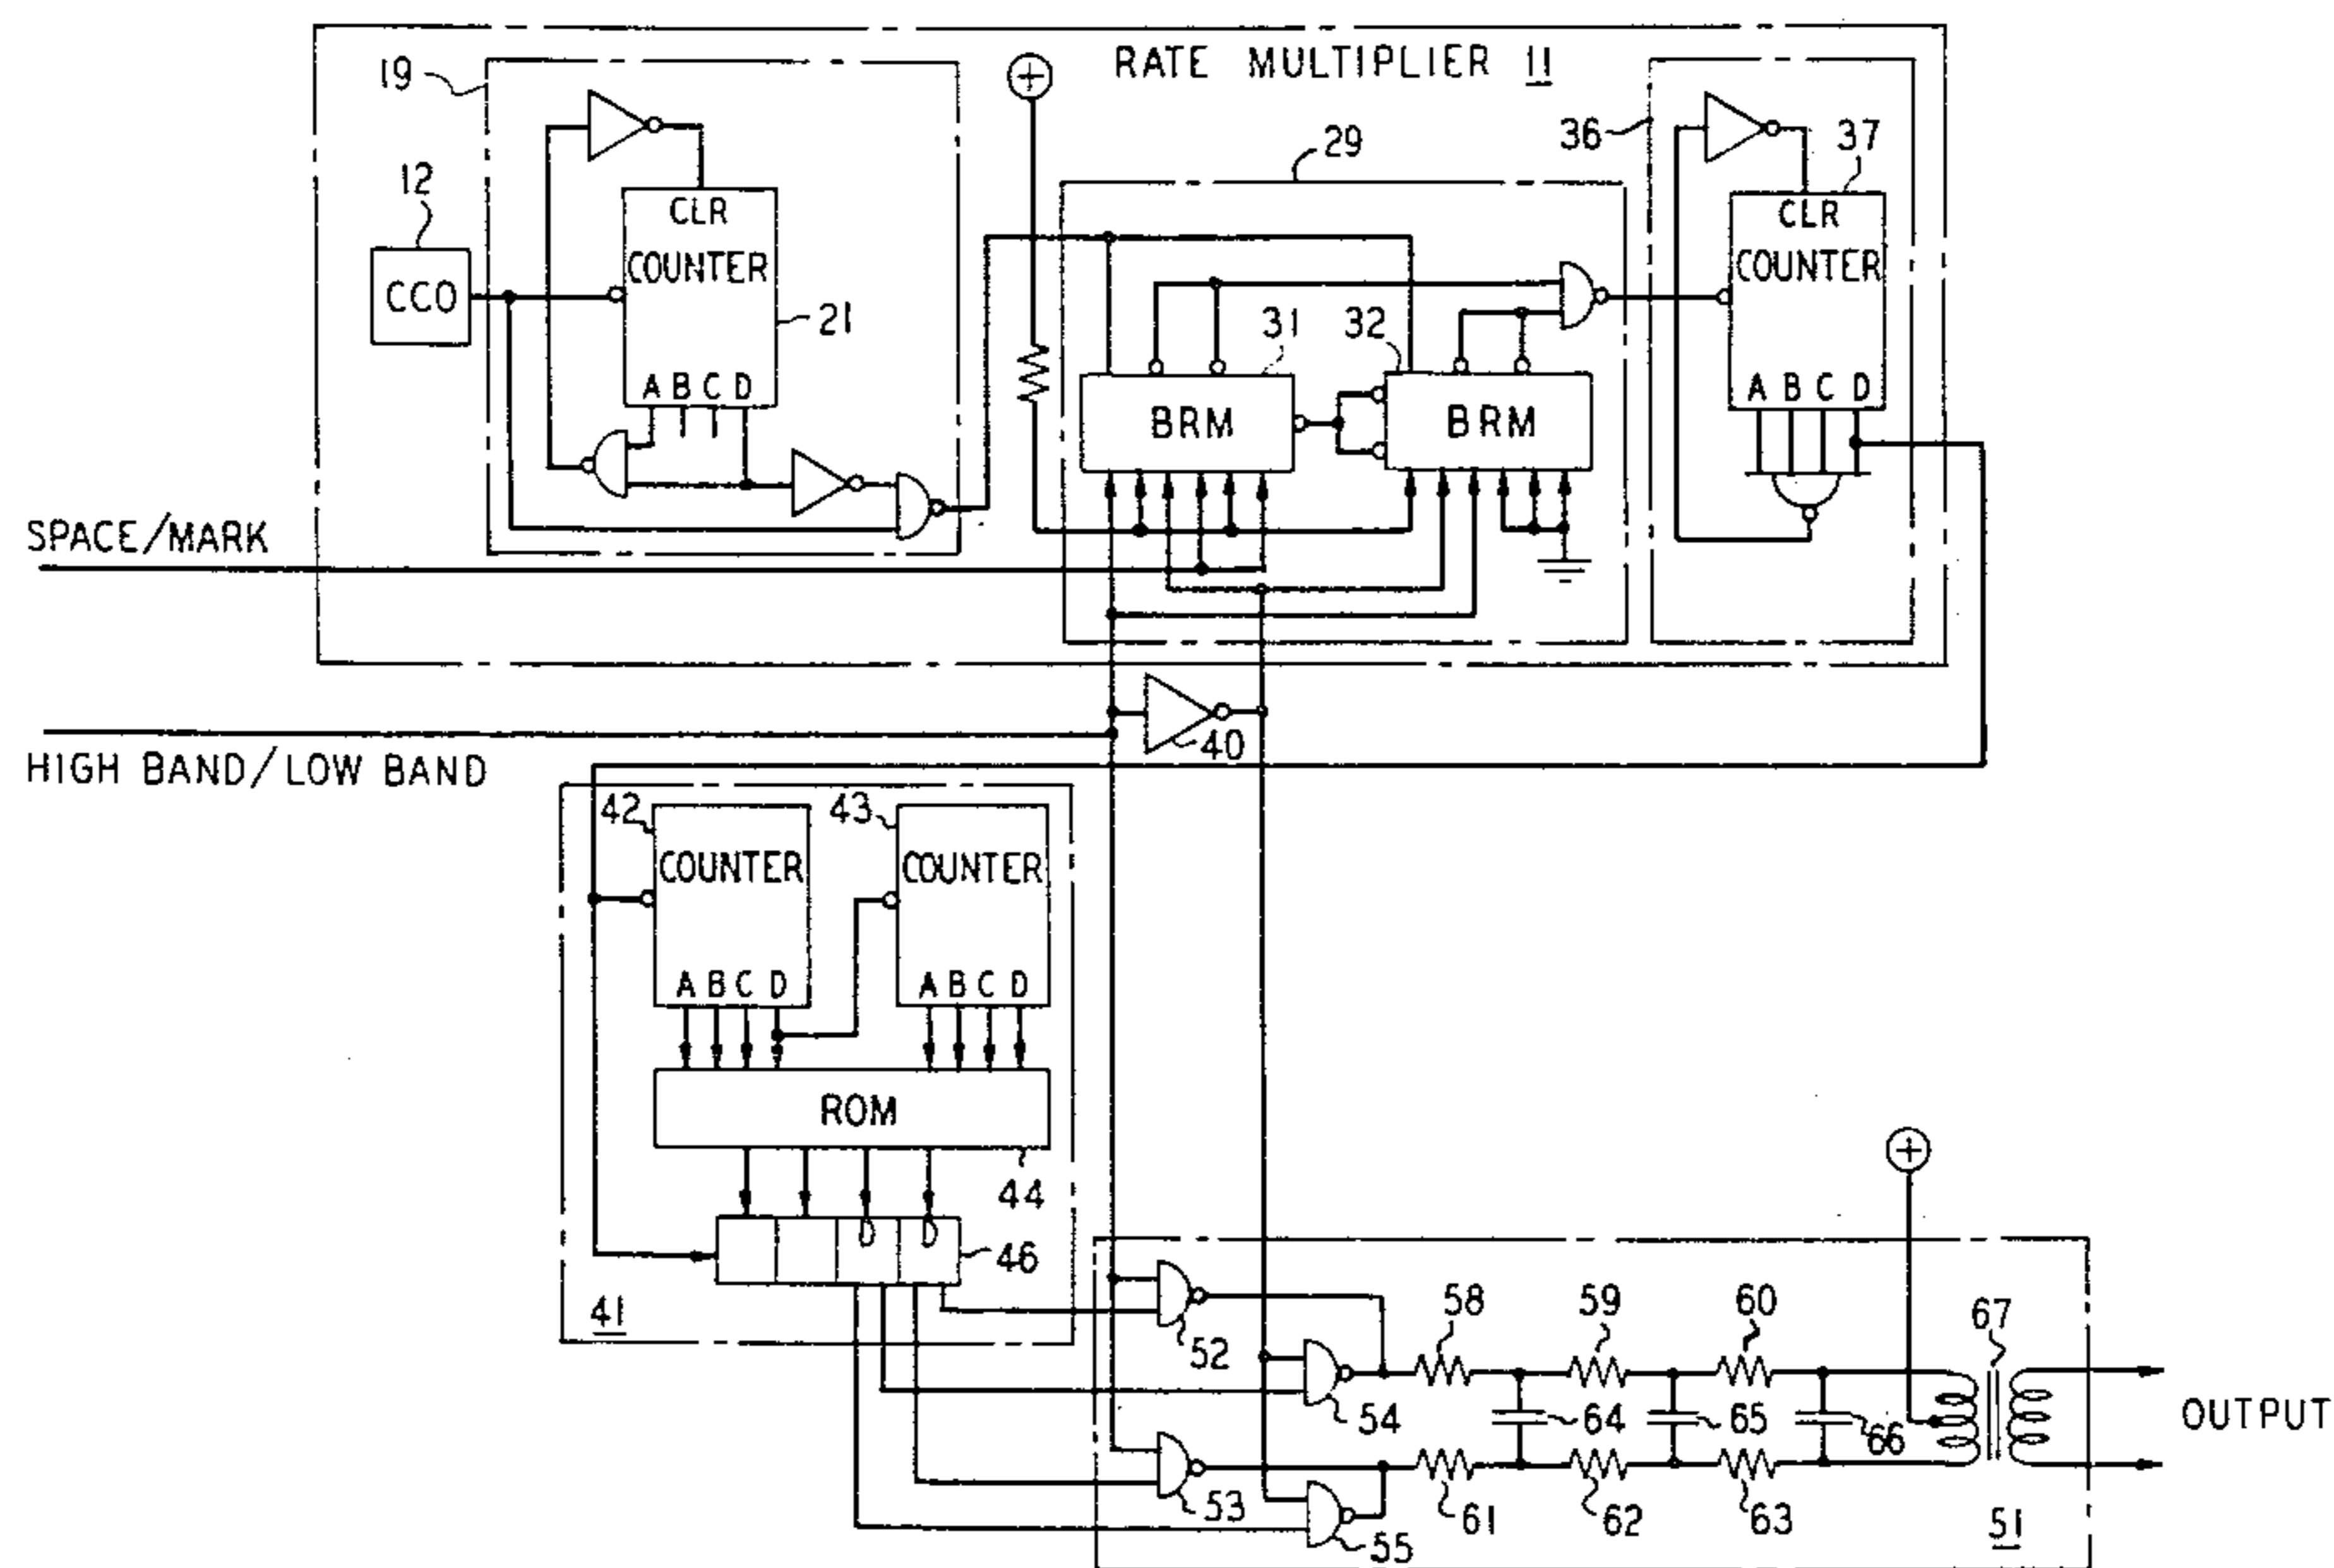 RATE MULTIPLIER 11
19
12
CCO
CLR
COUNTER
21
A B C D
29
31
32
BRM
BRM
36
37
CLR
COUNTER
A B C D
SPACE/MARK
HIGH BAND/LOW BAND
40
42
COUNTER
A B C D
43
COUNTER
A B C D
ROM
44
D D
46
41
52
54
53
55
58
59
60
64
65
66
61
62
63
67
OUTPUT
51